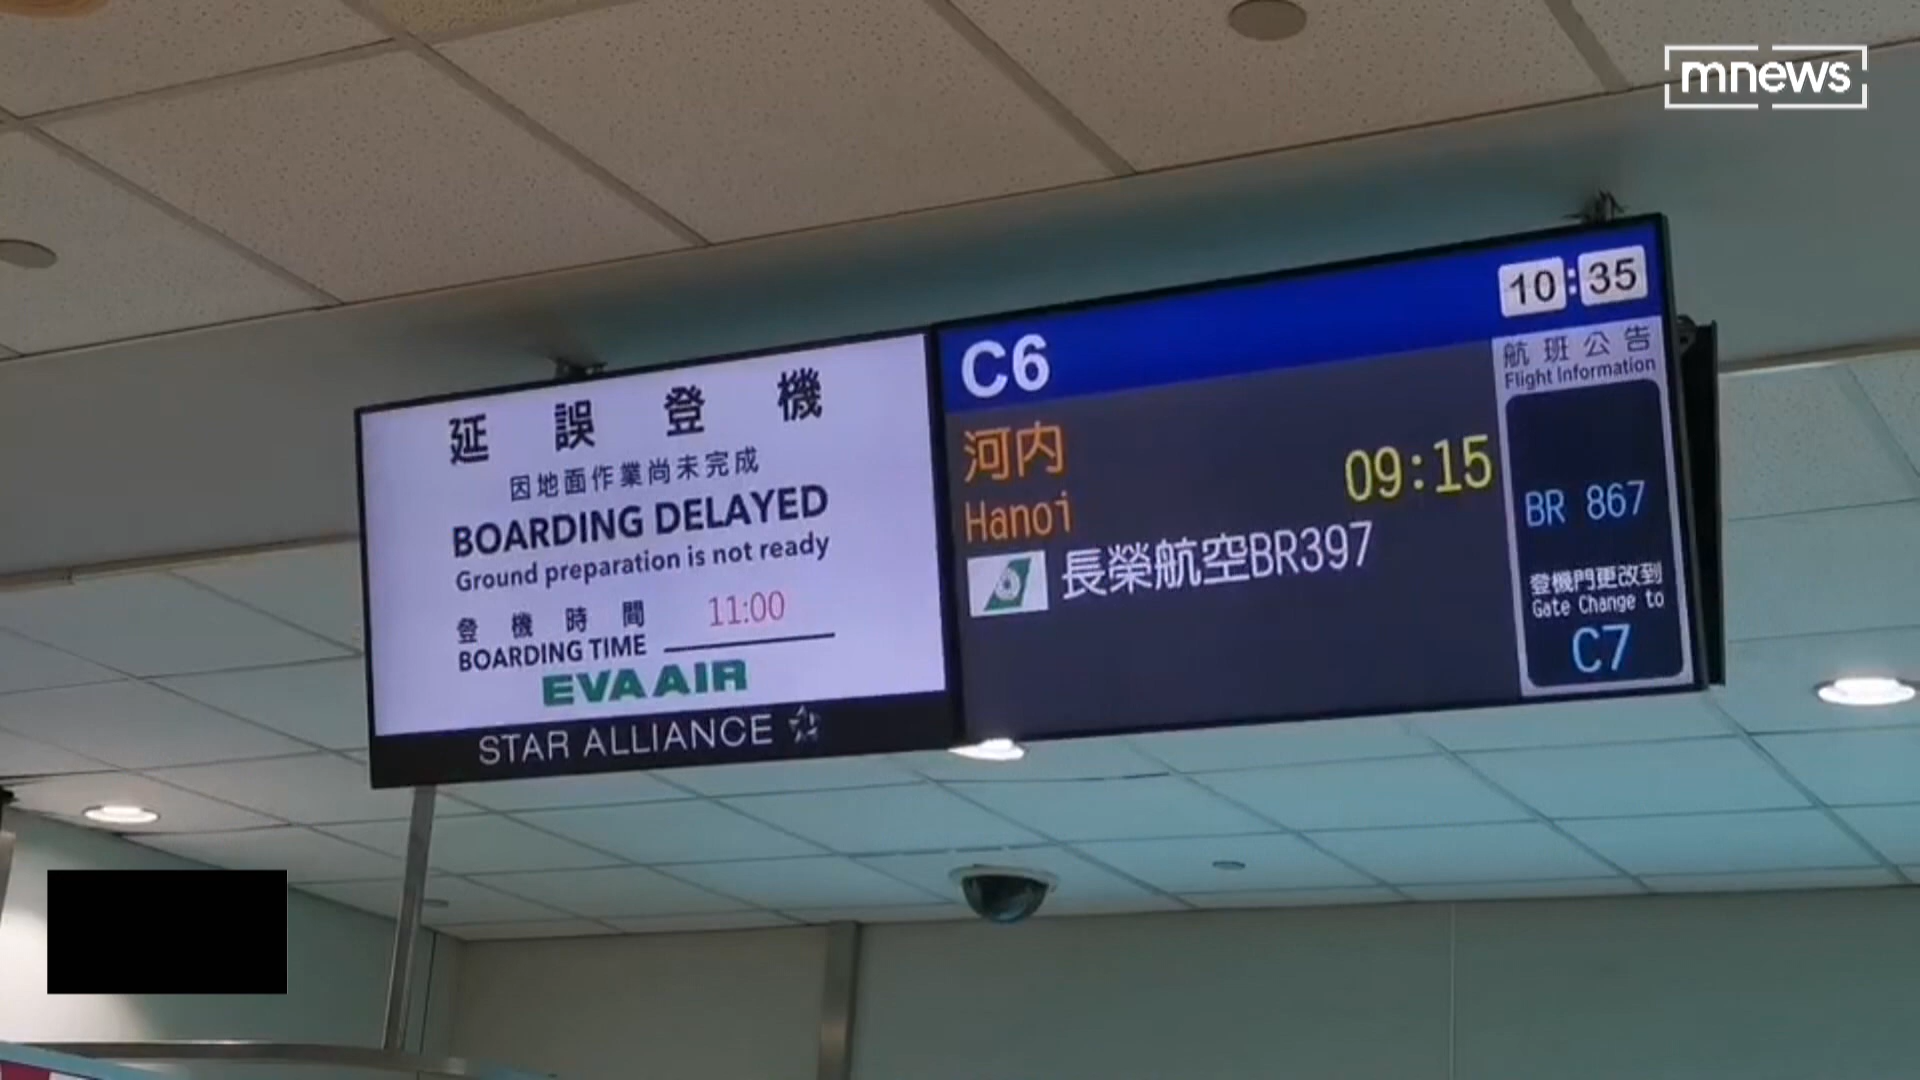 mnews
延誤登機
因地面作業尚未完成
BOARDING DELAYED
Ground preparation is not ready
登機時間 11:00
BOARDING TIME
EVA AIR
STAR ALLIANCE
C6
10:35
河內
Hanoi
09:15
長榮航空BR397
航班公告
Flight Information
BR 867
登機門更改到
Gate Change to
C7